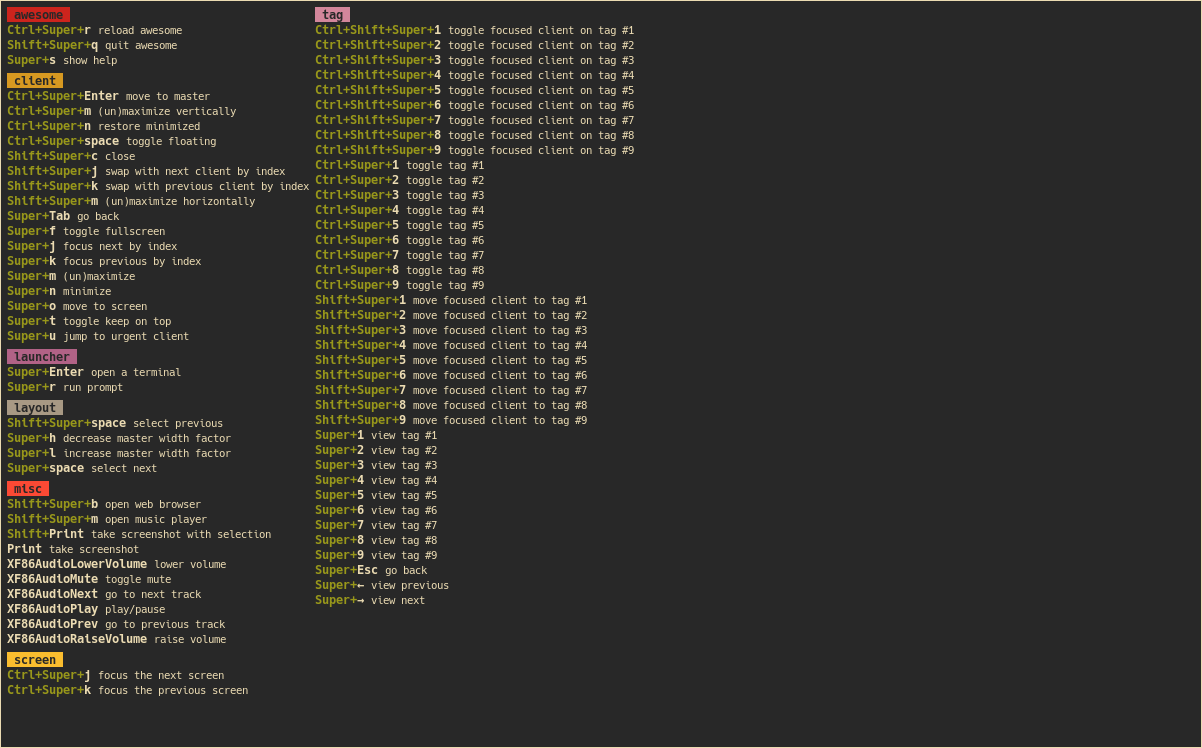 awesome
Ctrl+Super+r reload awesome
Shift+Super+q quit awesome
Super+s show help
client
Ctrl+Super+Enter move to master
Ctrl+Super+m (un)maximize vertically
Ctrl+Super+n restore minimized
Ctrl+Super+space toggle floating
Shift+Super+c close
Shift+Super+j swap with next client by index
Shift+Super+k swap with previous client by index
Shift+Super+m (un)maximize horizontally
Super+Tab go back
Super+f toggle fullscreen
Super+j focus next by index
Super+k focus previous by index
Super+m (un)maximize
Super+n minimize
Super+o move to screen
Super+t toggle keep on top
Super+u jump to urgent client
launcher
Super+Enter open a terminal
Super+r run prompt
layout
Shift+Super+space select previous
Super+h decrease master width factor
Super+l increase master width factor
Super+space select next
misc
Shift+Super+b open web browser
Shift+Super+m open music player
Shift+Print take screenshot with selection
Print take screenshot
XF86AudioLowerVolume lower volume
XF86AudioMute toggle mute
XF86AudioNext go to next track
XF86AudioPlay play/pause
XF86AudioPrev go to previous track
XF86AudioRaiseVolume raise volume
screen
Ctrl+Super+j focus the next screen
Ctrl+Super+k focus the previous screen
tag
Ctrl+Shift+Super+1 toggle focused client on tag #1
Ctrl+Shift+Super+2 toggle focused client on tag #2
Ctrl+Shift+Super+3 toggle focused client on tag #3
Ctrl+Shift+Super+4 toggle focused client on tag #4
Ctrl+Shift+Super+5 toggle focused client on tag #5
Ctrl+Shift+Super+6 toggle focused client on tag #6
Ctrl+Shift+Super+7 toggle focused client on tag #7
Ctrl+Shift+Super+8 toggle focused client on tag #8
Ctrl+Shift+Super+9 toggle focused client on tag #9
Ctrl+Super+1 toggle tag #1
Ctrl+Super+2 toggle tag #2
Ctrl+Super+3 toggle tag #3
Ctrl+Super+4 toggle tag #4
Ctrl+Super+5 toggle tag #5
Ctrl+Super+6 toggle tag #6
Ctrl+Super+7 toggle tag #7
Ctrl+Super+8 toggle tag #8
Ctrl+Super+9 toggle tag #9
Shift+Super+1 move focused client to tag #1
Shift+Super+2 move focused client to tag #2
Shift+Super+3 move focused client to tag #3
Shift+Super+4 move focused client to tag #4
Shift+Super+5 move focused client to tag #5
Shift+Super+6 move focused client to tag #6
Shift+Super+7 move focused client to tag #7
Shift+Super+8 move focused client to tag #8
Shift+Super+9 move focused client to tag #9
Super+1 view tag #1
Super+2 view tag #2
Super+3 view tag #3
Super+4 view tag #4
Super+5 view tag #5
Super+6 view tag #6
Super+7 view tag #7
Super+8 view tag #8
Super+9 view tag #9
Super+Esc go back
Super+← view previous
Super+→ view next